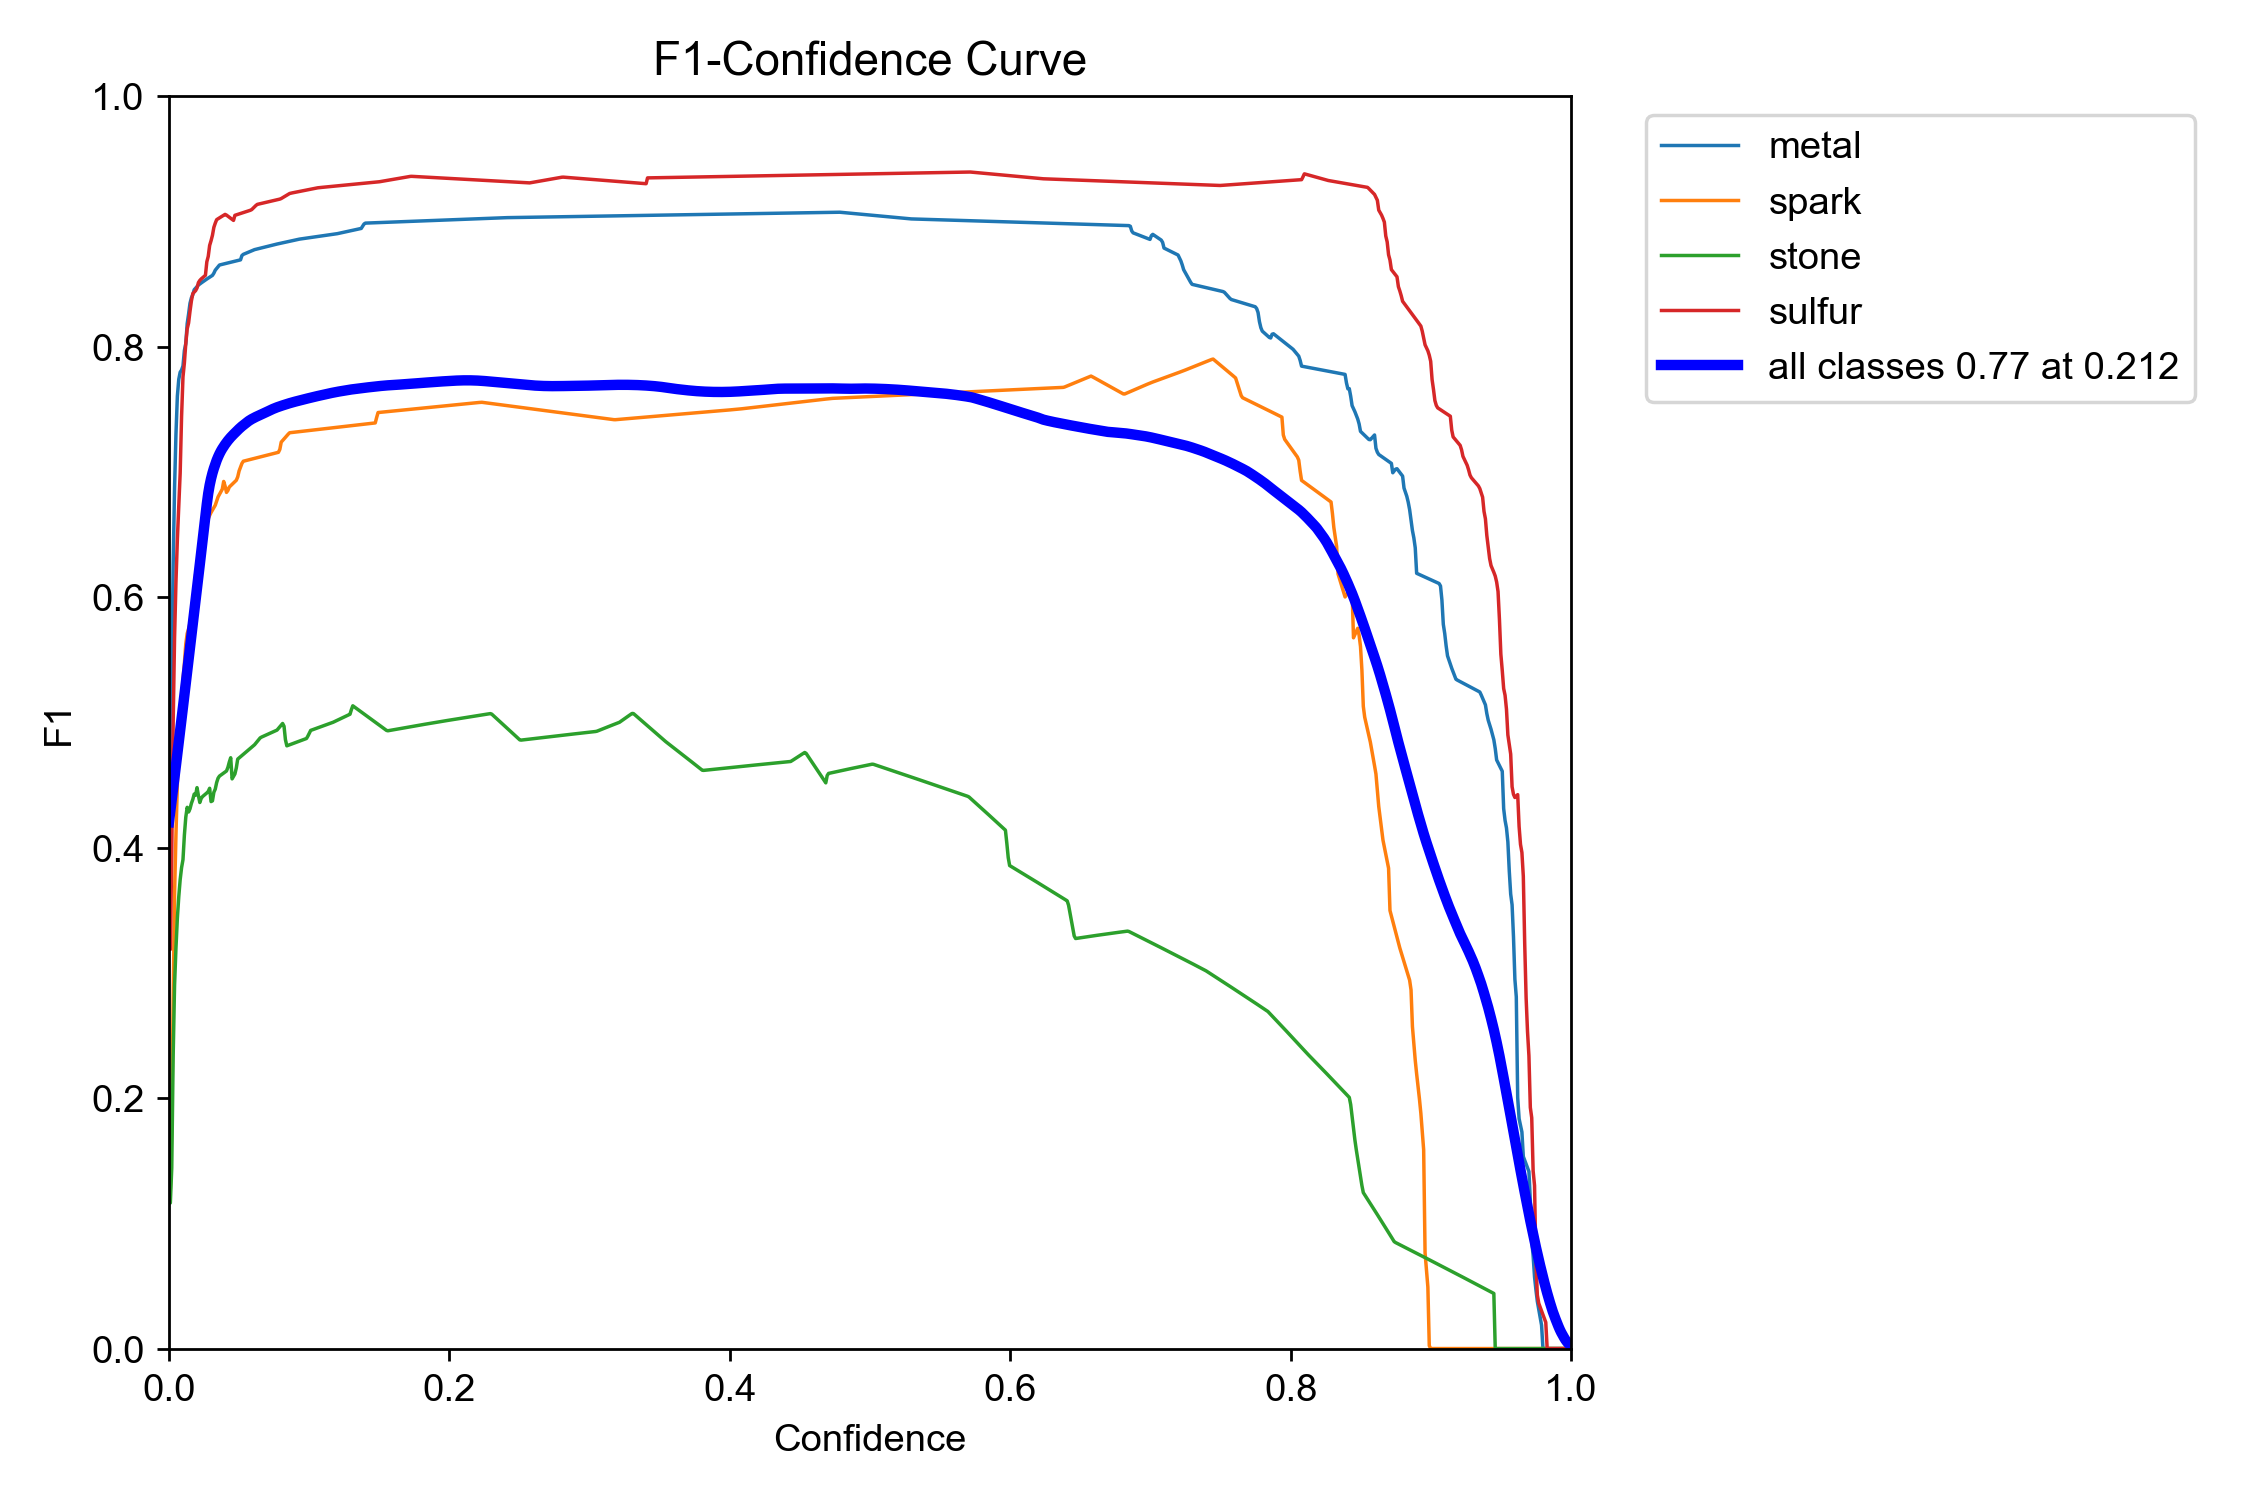 F1-Confidence Curve
1.0
0.8
0.6
0.4
0.2
0.0
F1
0.0 0.2 0.4 0.6 0.8 1.0
Confidence
metal
spark
stone
sulfur
all classes 0.77 at 0.212